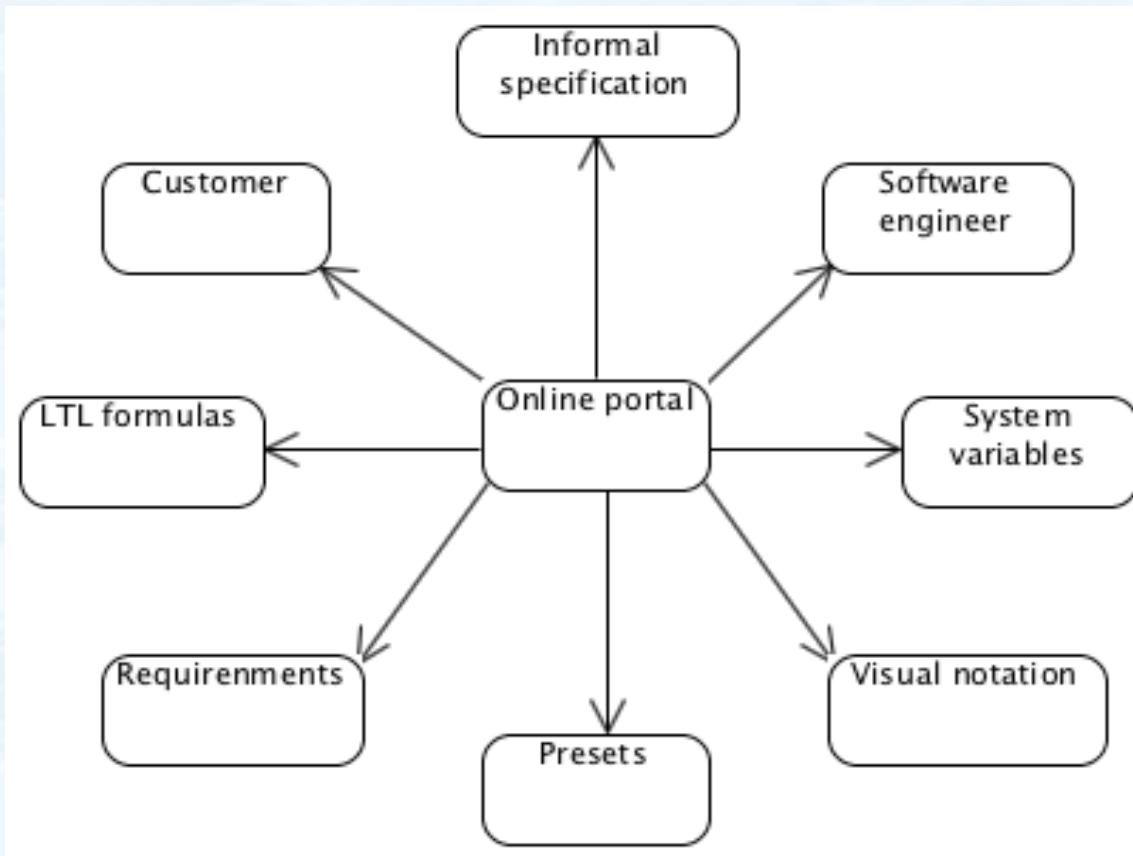 Informal
specification
Customer
Software
engineer
Online portal
LTL formulas
System
variables
Requirenments
Visual notation
Presets